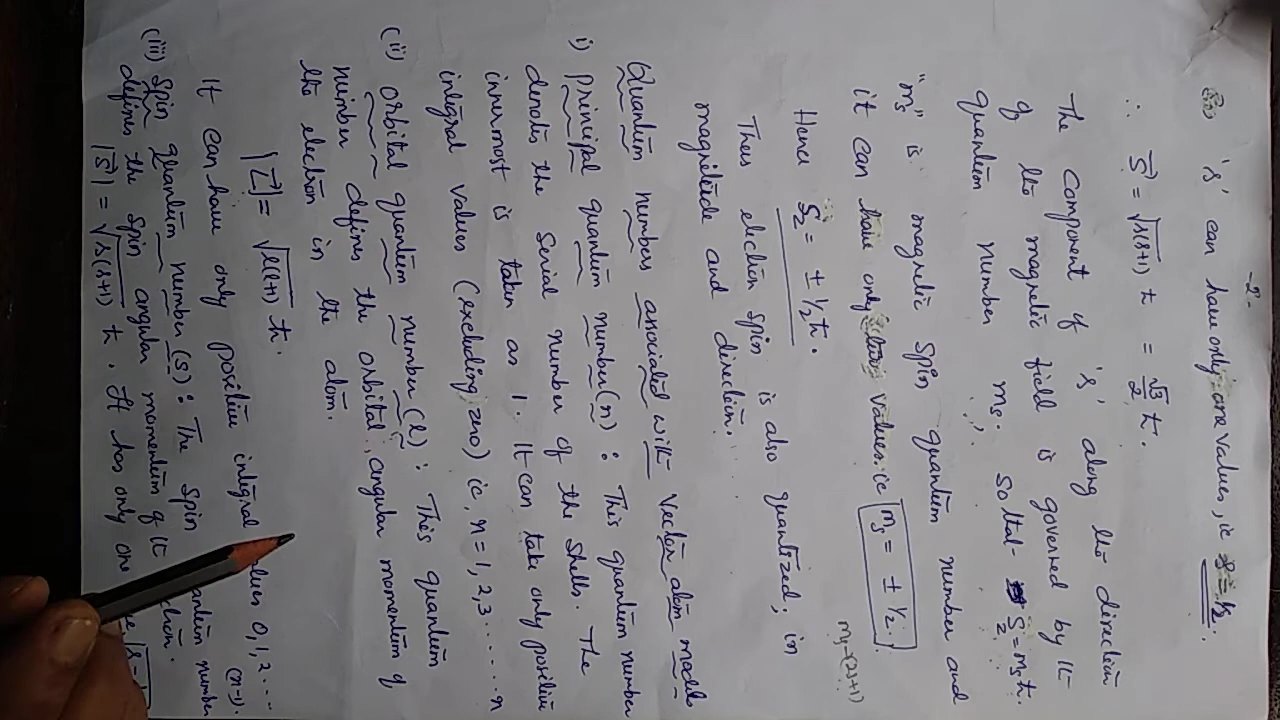 -2-
's' can have only one values, ie s = 1/2.
∴ S⃗ = √s(s+1) ħ = √3/2 ħ.
The component of 's' along the direction
of the magnetic field is governed by the
quantum number ms. So that S_z = ms ħ.
"ms" is magnetic spin quantum number and
it can have only values. ie ms = ± 1/2.
ms = (2s+1)
Hence S_z = ± 1/2 ħ.
Thus electron spin is also quantized, in
magnitude and direction.
Quantum numbers associated with Vector atom model
i) Principal quantum number (n) : This quantum number
denotes the Serial number of the shells. The
innermost is taken as 1. It can take only positive
integral values (excluding zero) ie, n = 1, 2, 3 ...... n
(ii) orbital quantum number (l) : This quantum
number defines the orbital angular momentum of
the electron in the atom.
|L⃗| = √l(l+1) ħ.
It can have only positive integral values 0, 1, 2 ...
(n-1).
(iii) Spin quantum number (s) : The Spin quantum number
defines the spin angular momentum of the electron.
|S⃗| = √s(s+1) ħ. It has only one